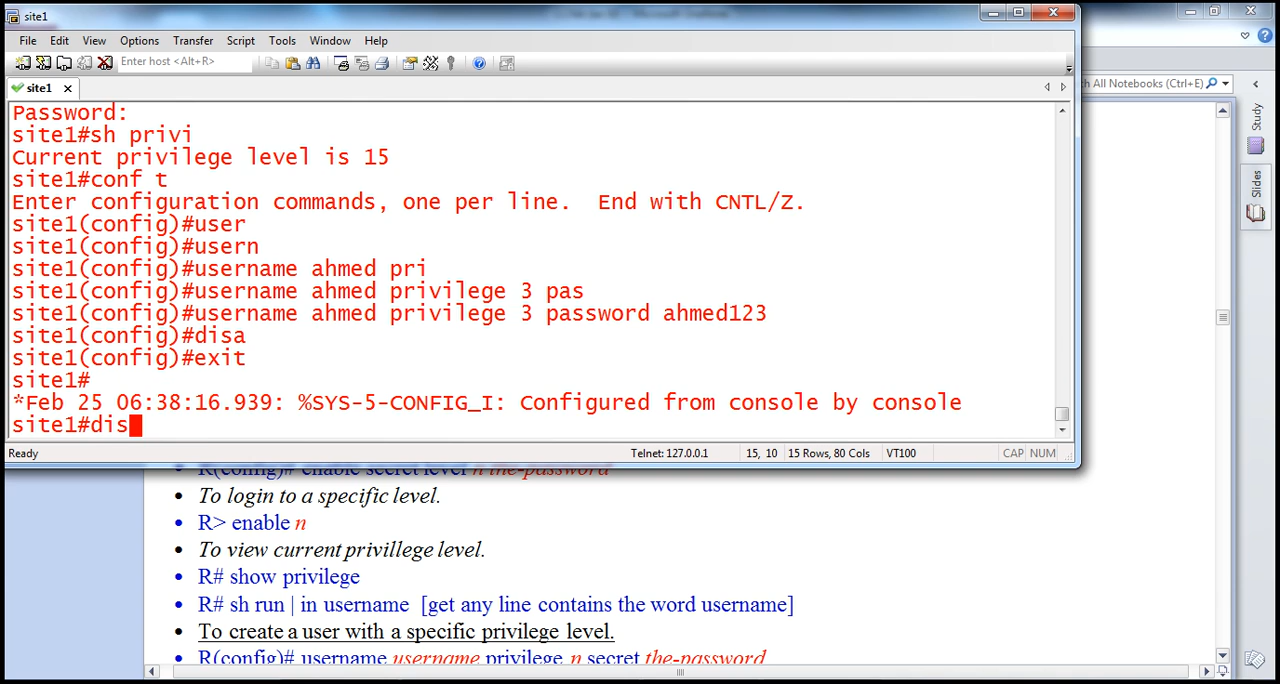 site1
File Edit View Options Transfer Script Tools Window Help
Enter host <Alt+R>
site1
ch All Notebooks (Ctrl+E)
Password:
site1#sh privi
Current privilege level is 15
site1#conf t
Enter configuration commands, one per line.  End with CNTL/Z.
site1(config)#user
site1(config)#usern
site1(config)#username ahmed pri
site1(config)#username ahmed privilege 3 pas
site1(config)#username ahmed privilege 3 password ahmed123
site1(config)#disa
site1(config)#exit
site1#
*Feb 25 06:38:16.939: %SYS-5-CONFIG_I: Configured from console by console
site1#dis
Ready Telnet: 127.0.0.1 15, 10 15 Rows, 80 Cols VT100 CAP NUM
Study
Slides
R(config)# enable secret level n the-password
• To login to a specific level.
• R> enable n
• To view current privillege level.
• R# show privilege
• R# sh run | in username [get any line contains the word username]
• To create a user with a specific privilege level.
• R(config)# username username privilege n secret the-password